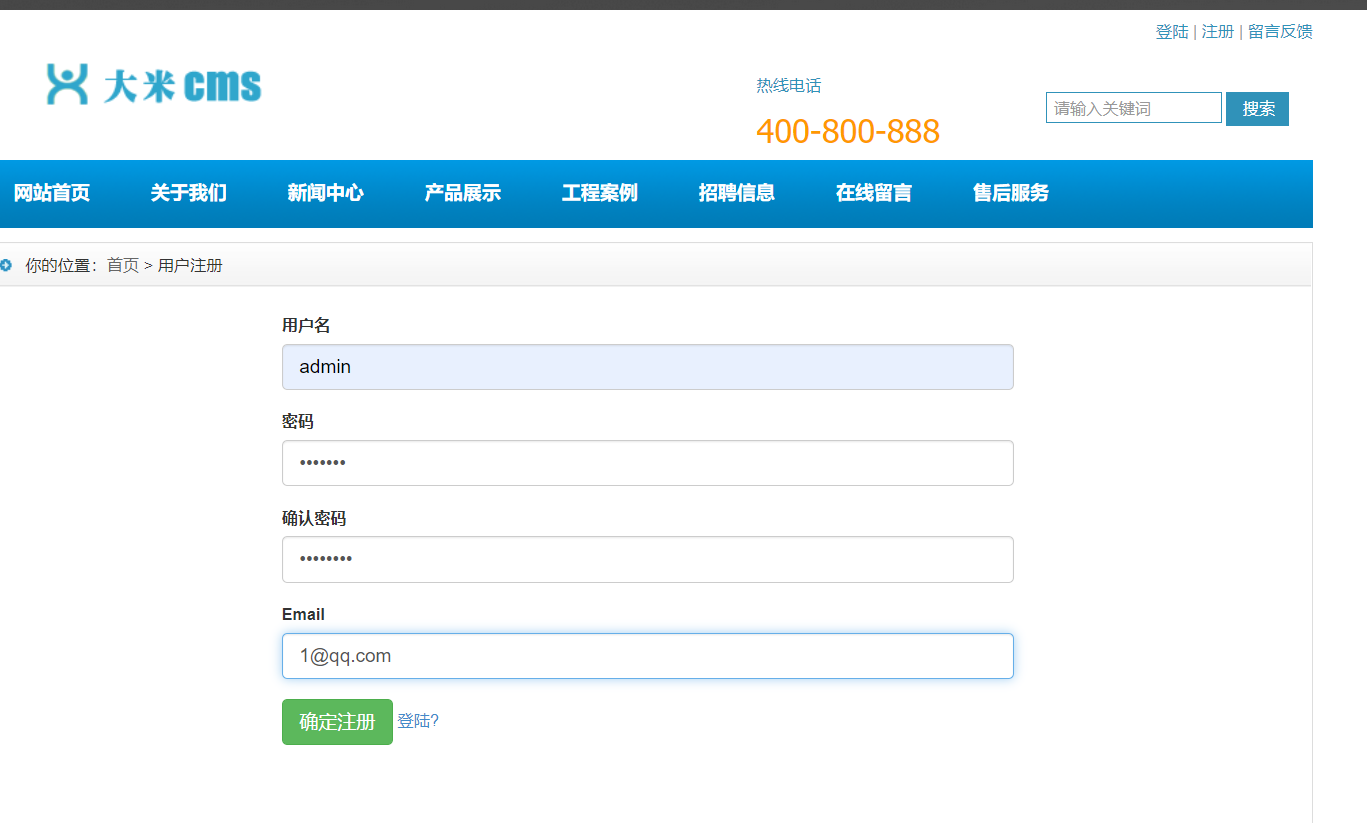 登陆 | 注册 | 留言反馈
大米cms
热线电话
400-800-888
请输入关键词 搜索
网站首页 关于我们 新闻中心 产品展示 工程案例 招聘信息 在线留言 售后服务
你的位置：首页 > 用户注册
用户名
admin
密码
•••••••
确认密码
••••••••
Email
1@qq.com
确定注册 登陆?